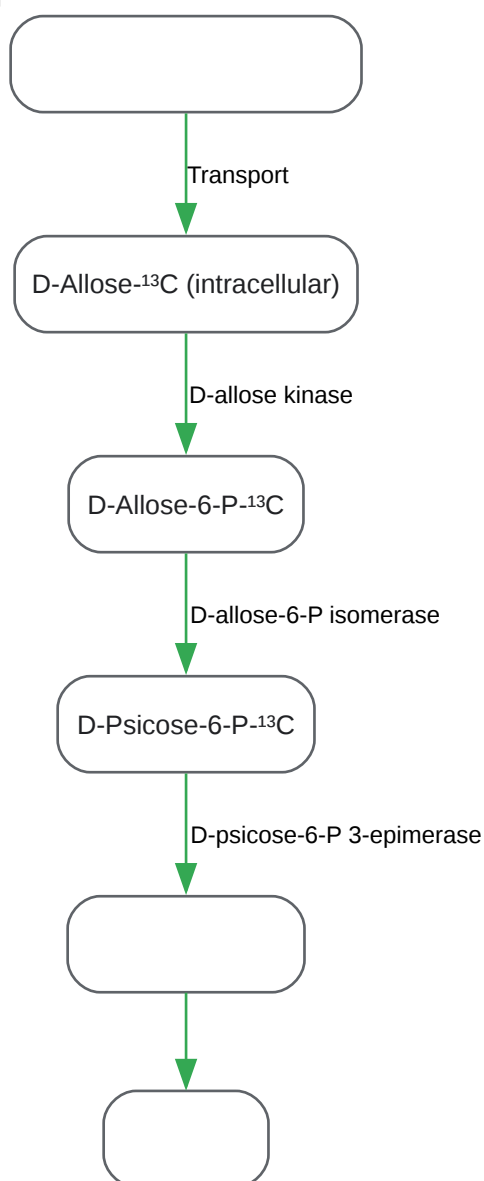 Transport
D-Allose-¹³C (intracellular)
D-allose kinase
D-Allose-6-P-¹³C
D-allose-6-P isomerase
D-Psicose-6-P-¹³C
D-psicose-6-P 3-epimerase